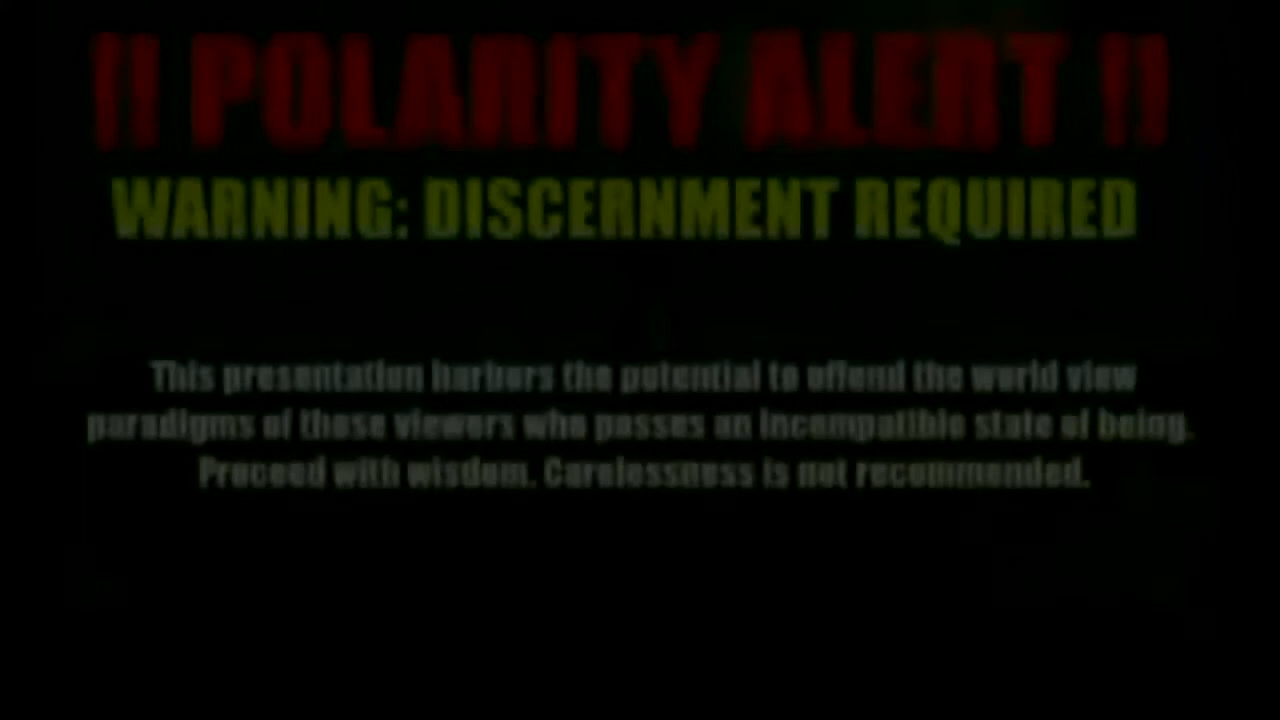 !! POLARITY ALERT !!
WARNING: DISCERNMENT REQUIRED
This presentation harbors the potential to offend the world view
paradigms of those viewers who posses an incompatible state of being.
Proceed with wisdom. Carelessness is not recommended.